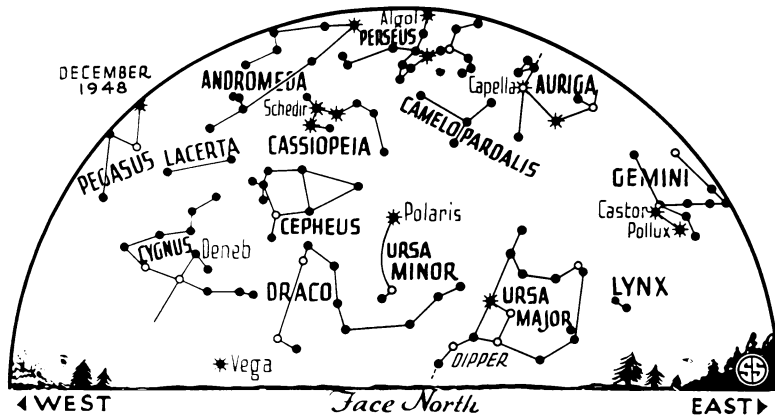 DECEMBER
1948
Algol
PERSEUS
ANDROMEDA
Capella
AURIGA
Schedir
CASSIOPEIA
CAMELOPARDALIS
PEGASUS
LACERTA
GEMINI
Castor
Pollux
CEPHEUS
Polaris
CYGNUS
Deneb
URSA
MINOR
DRACO
URSA
MAJOR
LYNX
DIPPER
Vega
SS
WEST
Face North
EAST